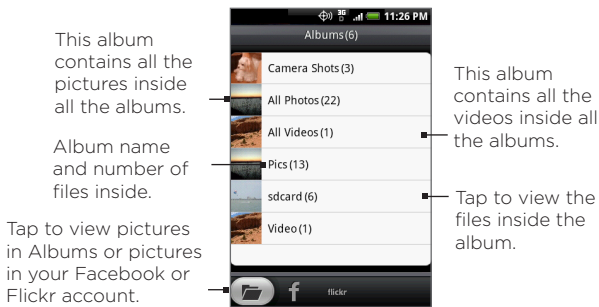 This album
contains all the
pictures inside
all the albums.
Album name
and number of
files inside.
Tap to view pictures
in Albums or pictures
in your Facebook or
Flickr account.
3G
11:26 PM
Albums(6)
Camera Shots(3)
All Photos(22)
All Videos(1)
Pics(13)
sdcard(6)
Video(1)
f
flickr
This album
contains all the
videos inside all
the albums.
Tap to view the
files inside the
album.